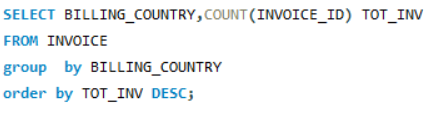 SELECT BILLING_COUNTRY,COUNT(INVOICE_ID) TOT_INV
FROM INVOICE
group  by BILLING_COUNTRY
order by TOT_INV DESC;